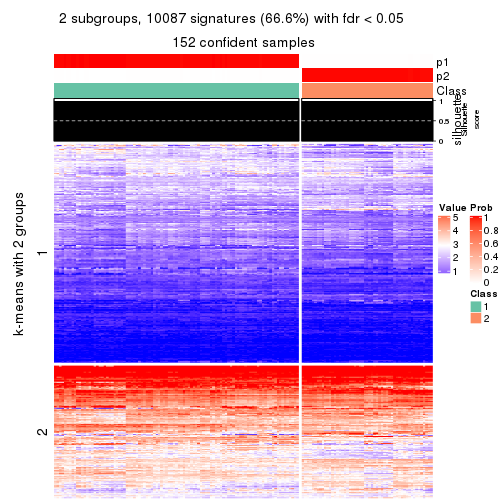 2 subgroups, 10087 signatures (66.6%) with fdr < 0.05
152 confident samples
p1
p2
Class
1
0.5
0
silhouette
Silhouette
score
k-means with 2 groups
1
2
Value
5
4
3
2
1
Prob
1
0.8
0.6
0.4
0.2
0
Class
1
2